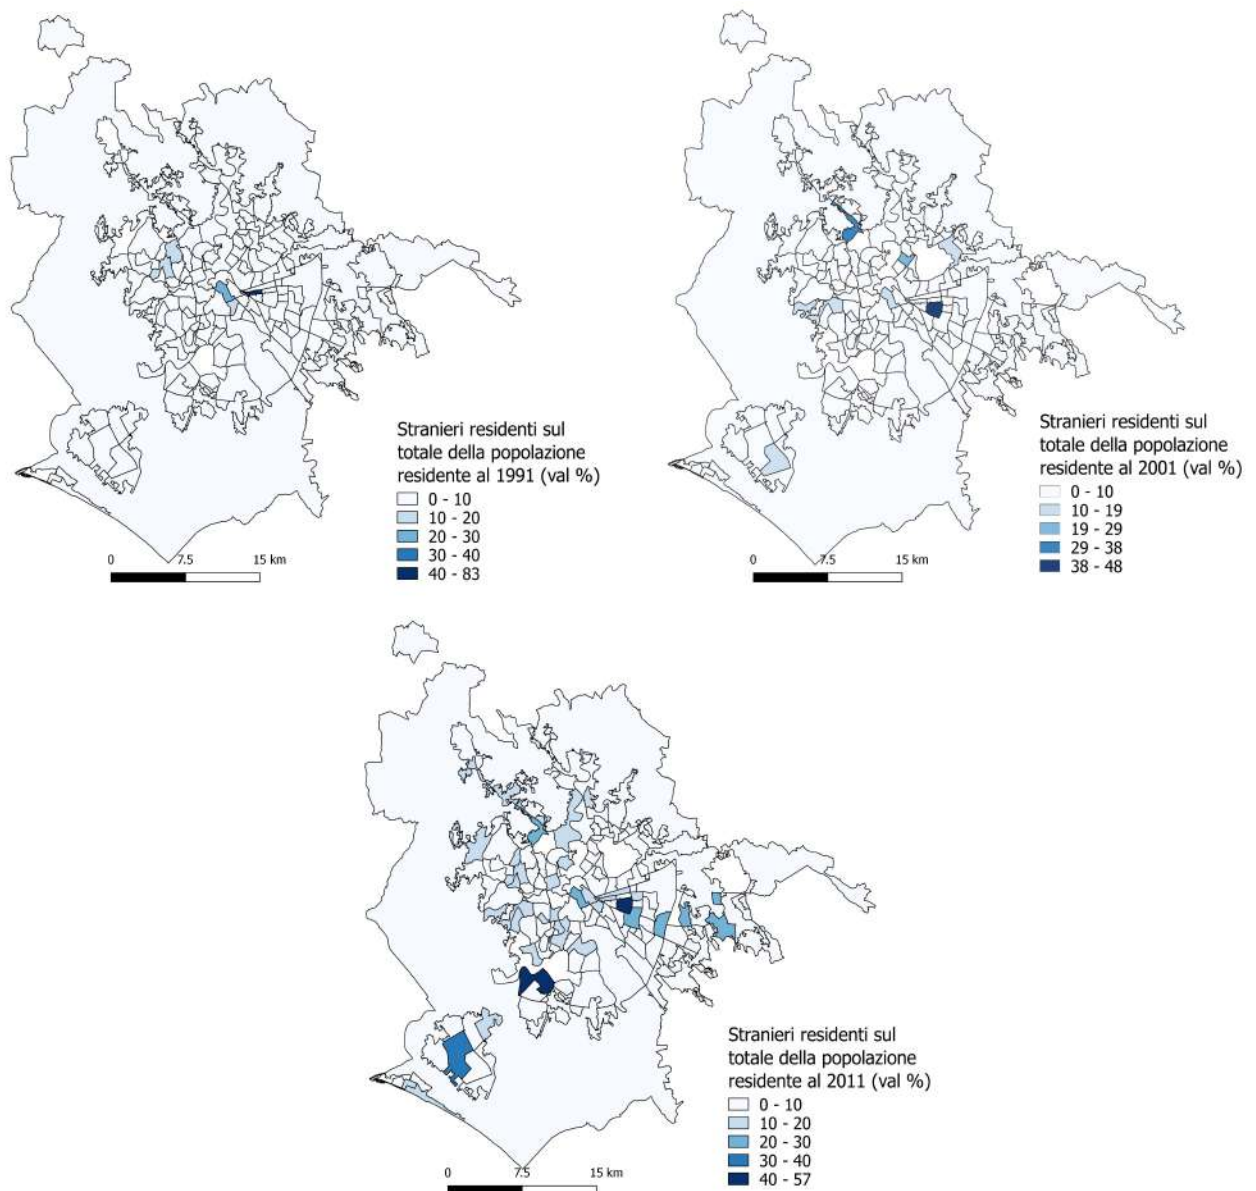 Stranieri residenti sul
totale della popolazione
residente al 1991 (val %)
0 - 10
10 - 20
20 - 30
30 - 40
40 - 83
0 7.5 15 km
Stranieri residenti sul
totale della popolazione
residente al 2001 (val %)
0 - 10
10 - 19
19 - 29
29 - 38
38 - 48
0 7.5 15 km
Stranieri residenti sul
totale della popolazione
residente al 2011 (val %)
0 - 10
10 - 20
20 - 30
30 - 40
40 - 57
0 7.5 15 km